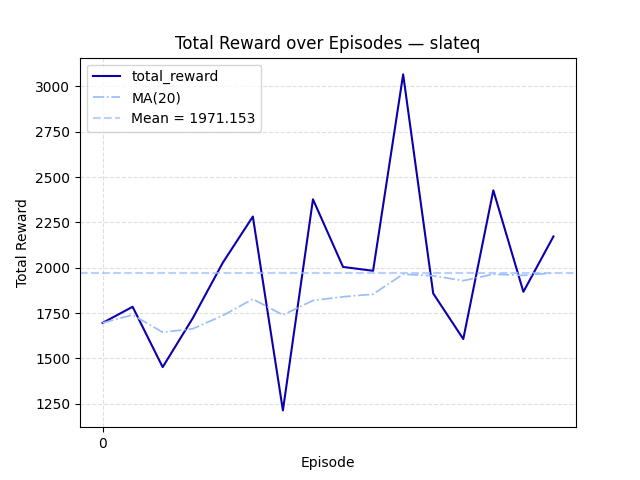 Total Reward over Episodes — slateq
total_reward
MA(20)
Mean = 1971.153
3000
2750
2500
2250
2000
1750
1500
1250
Total Reward
0
Episode